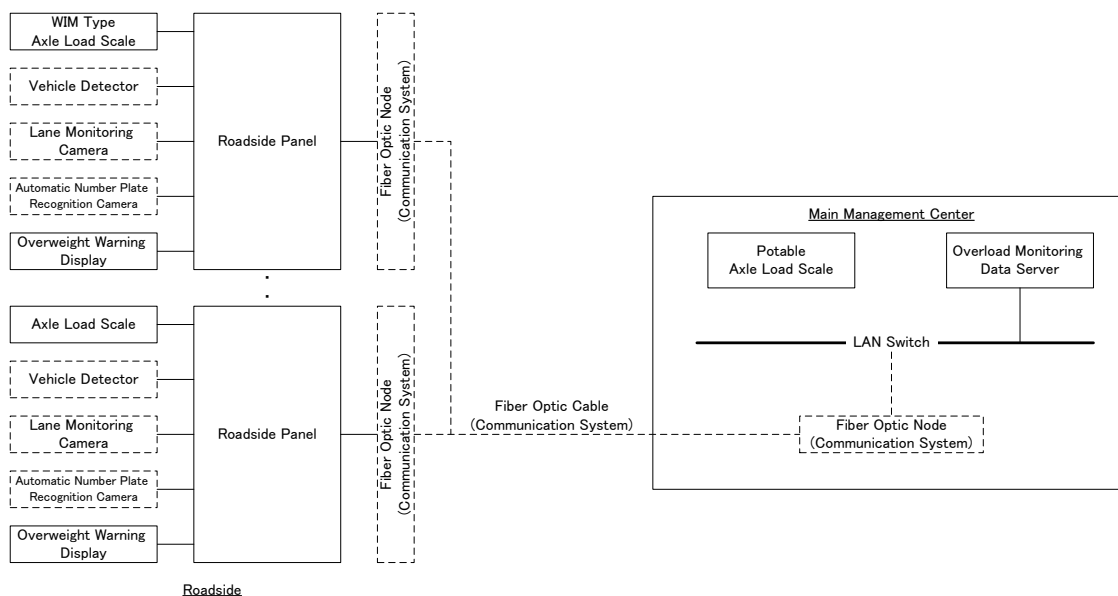 WIM Type
Axle Load Scale
Vehicle Detector
Lane Monitoring
Camera
Automatic Number Plate
Recognition Camera
Overweight Warning
Display
Roadside Panel
Fiber Optic Node
(Communication System)
Axle Load Scale
Vehicle Detector
Lane Monitoring
Camera
Automatic Number Plate
Recognition Camera
Overweight Warning
Display
Roadside Panel
Fiber Optic Node
(Communication System)
Roadside
Fiber Optic Cable
(Communication System)
Main Management Center
Potable
Axle Load Scale
Overload Monitoring
Data Server
LAN Switch
Fiber Optic Node
(Communication System)